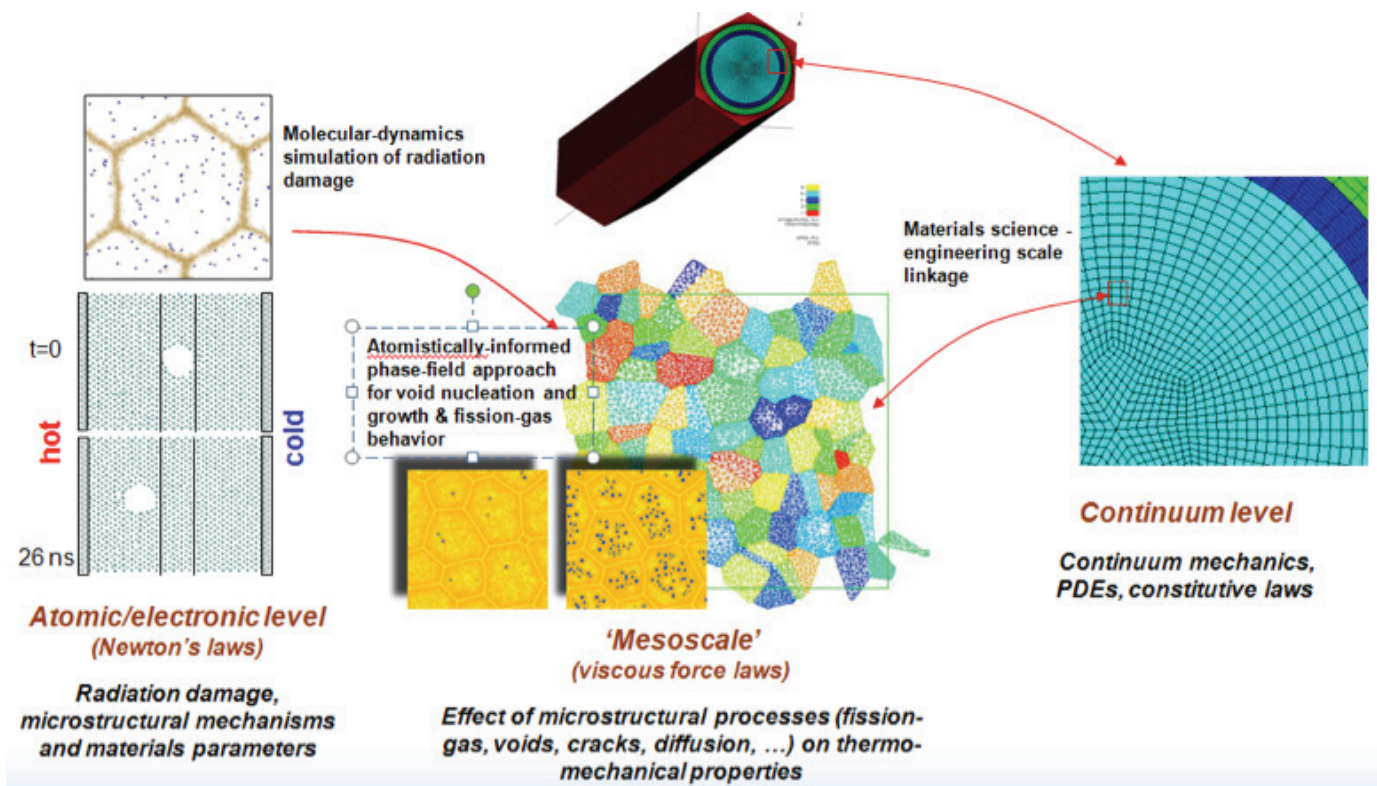 Molecular-dynamics
simulation of radiation
damage
t=0
hot
cold
26 ns
Atomistically-informed
phase-field approach
for void nucleation and
growth & fission-gas
behavior
Materials science -
engineering scale
linkage
Atomic/electronic level
(Newton's laws)
Radiation damage,
microstructural mechanisms
and materials parameters
'Mesoscale'
(viscous force laws)
Effect of microstructural processes (fission-
gas, voids, cracks, diffusion, …) on thermo-
mechanical properties
Continuum level
Continuum mechanics,
PDEs, constitutive laws